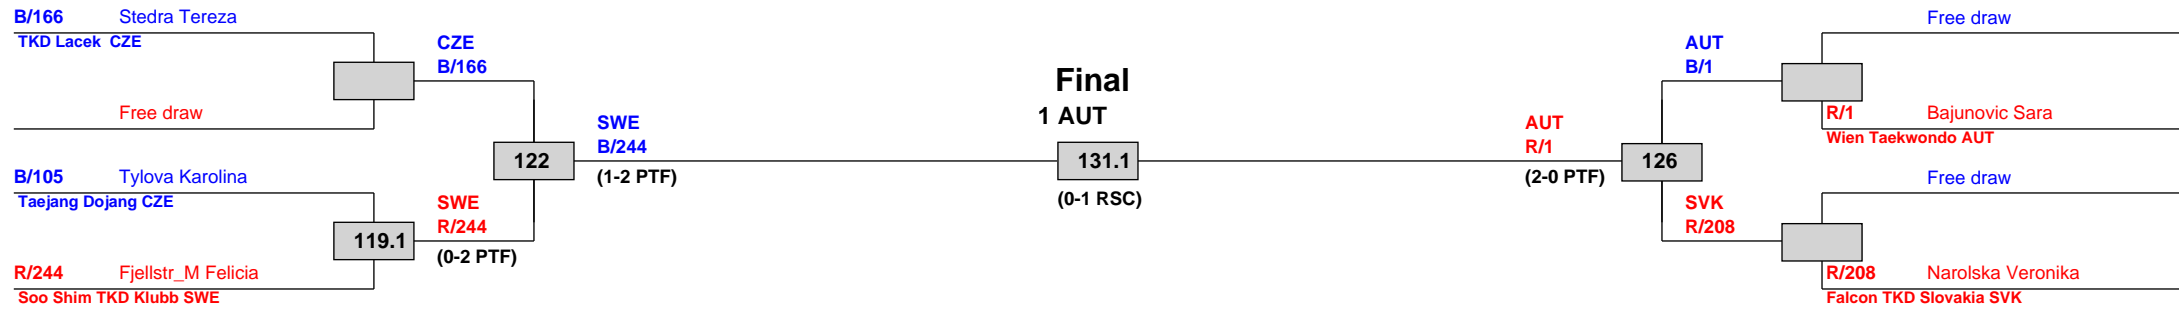 B/166 Stedra Tereza
TKD Lacek CZE
Free draw
CZE
B/166
B/105 Tylova Karolina
Taejang Dojang CZE
119.1
R/244 Fjellstr_M Felicia
Soo Shim TKD Klubb SWE
SWE
R/244
(0-2 PTF)
122
SWE
B/244
(1-2 PTF)
Final
1 AUT
131.1
(0-1 RSC)
AUT
R/1
(2-0 PTF)
126
AUT
B/1
SVK
R/208
Free draw
R/1 Bajunovic Sara
Wien Taekwondo AUT
Free draw
R/208 Narolska Veronika
Falcon TKD Slovakia SVK